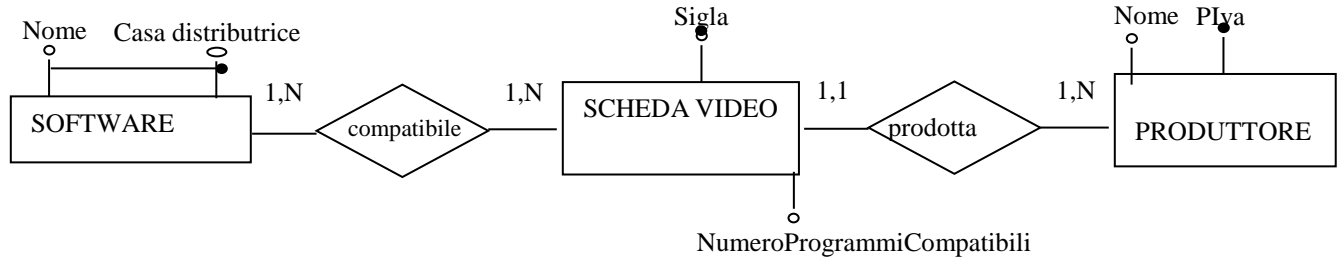 Nome Casa distributrice Sigla Nome PIva
1,N 1,N 1,1 1,N
SOFTWARE compatibile SCHEDA VIDEO prodotta PRODUTTORE
NumeroProgrammiCompatibili